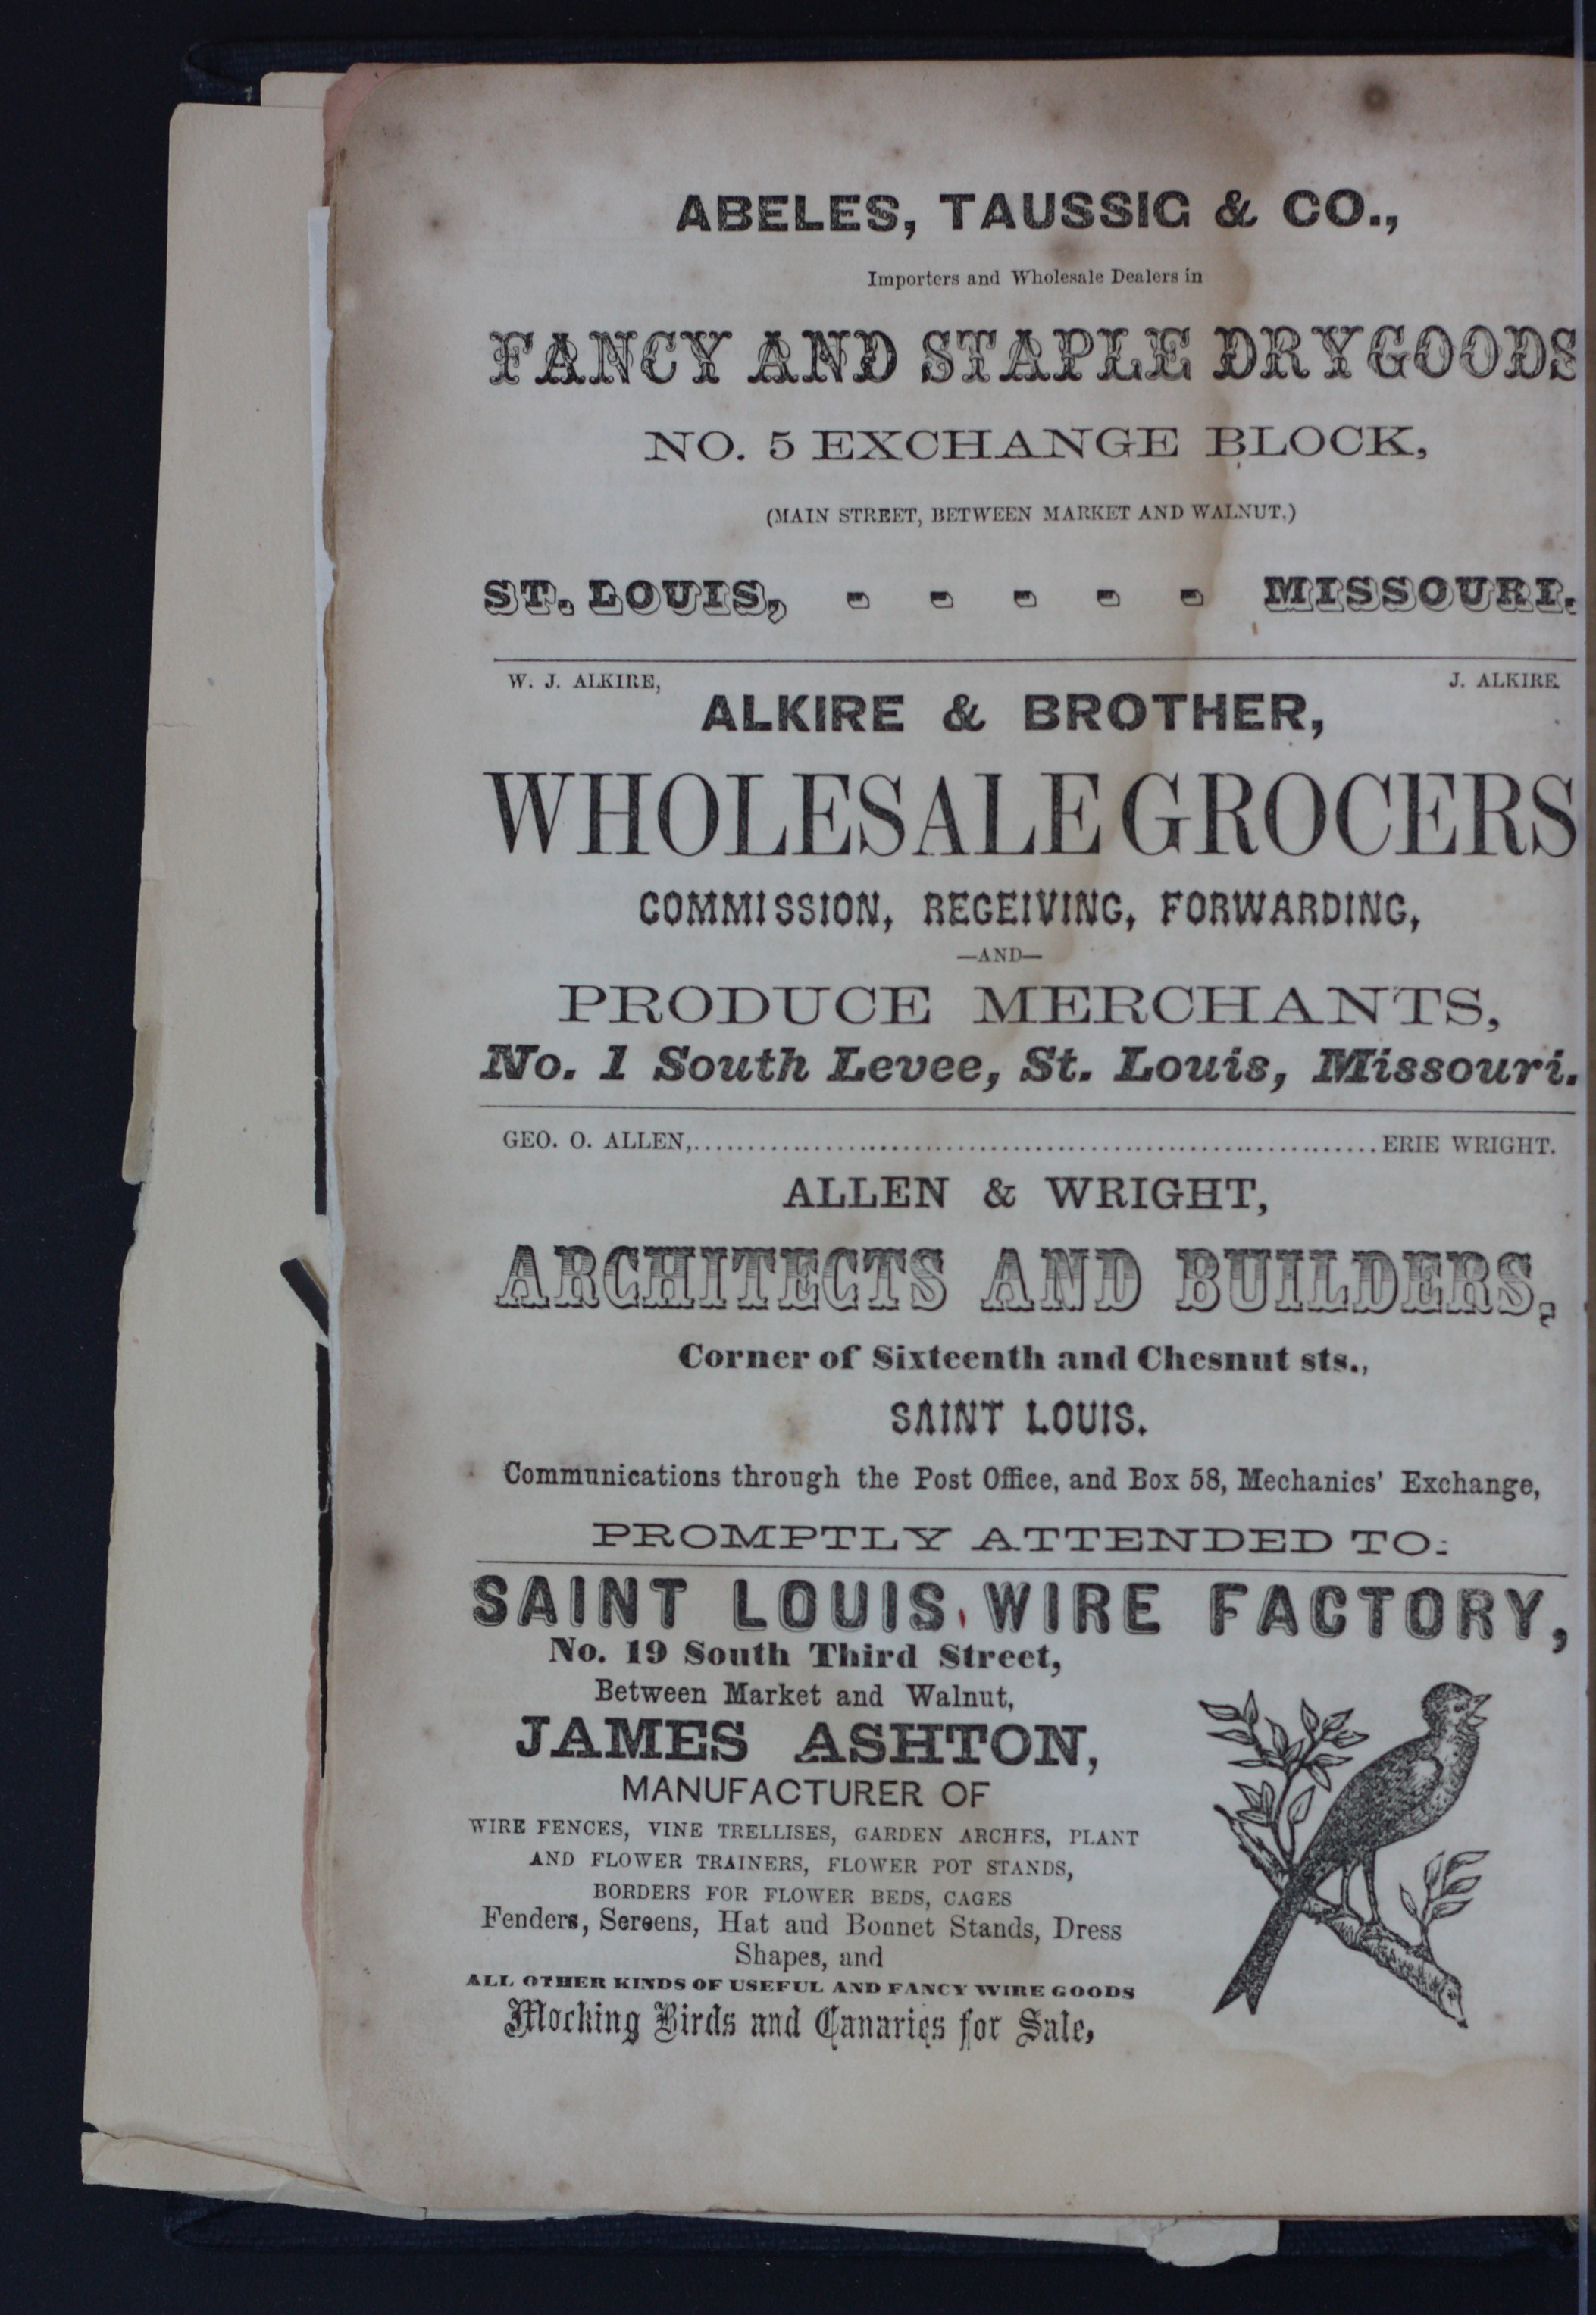 ABELES, TAUSSIG & CO.,
Importers and Wholesale Dealers in
FANCY AND STAPLE DRY GOODS
NO. 5 EXCHANGE BLOCK,
(MAIN STREET, BETWEEN MARKET AND WALNUT.)
ST. LOUIS, - - - - - MISSOURI.
W. J. ALKIRE, J. ALKIRE.
ALKIRE & BROTHER,
WHOLESALE GROCERS
COMMISSION, RECEIVING, FORWARDING,
—AND—
PRODUCE MERCHANTS,
No. 1 South Levee, St. Louis, Missouri.
GEO. O. ALLEN,..................................................................ERIE WRIGHT.
ALLEN & WRIGHT,
ARCHITECTS AND BUILDERS,
Corner of Sixteenth and Chesnut sts.,
SAINT LOUIS.
Communications through the Post Office, and Box 58, Mechanics' Exchange,
PROMPTLY ATTENDED TO.
SAINT LOUIS WIRE FACTORY,
No. 19 South Third Street,
Between Market and Walnut,
JAMES ASHTON,
MANUFACTURER OF
WIRE FENCES, VINE TRELLISES, GARDEN ARCHES, PLANT
AND FLOWER TRAINERS, FLOWER POT STANDS,
BORDERS FOR FLOWER BEDS, CAGES
Fenders, Sereens, Hat and Bonnet Stands, Dress
Shapes, and
ALL OTHER KINDS OF USEFUL AND FANCY WIRE GOODS
Mocking Birds and Canaries for Sale,